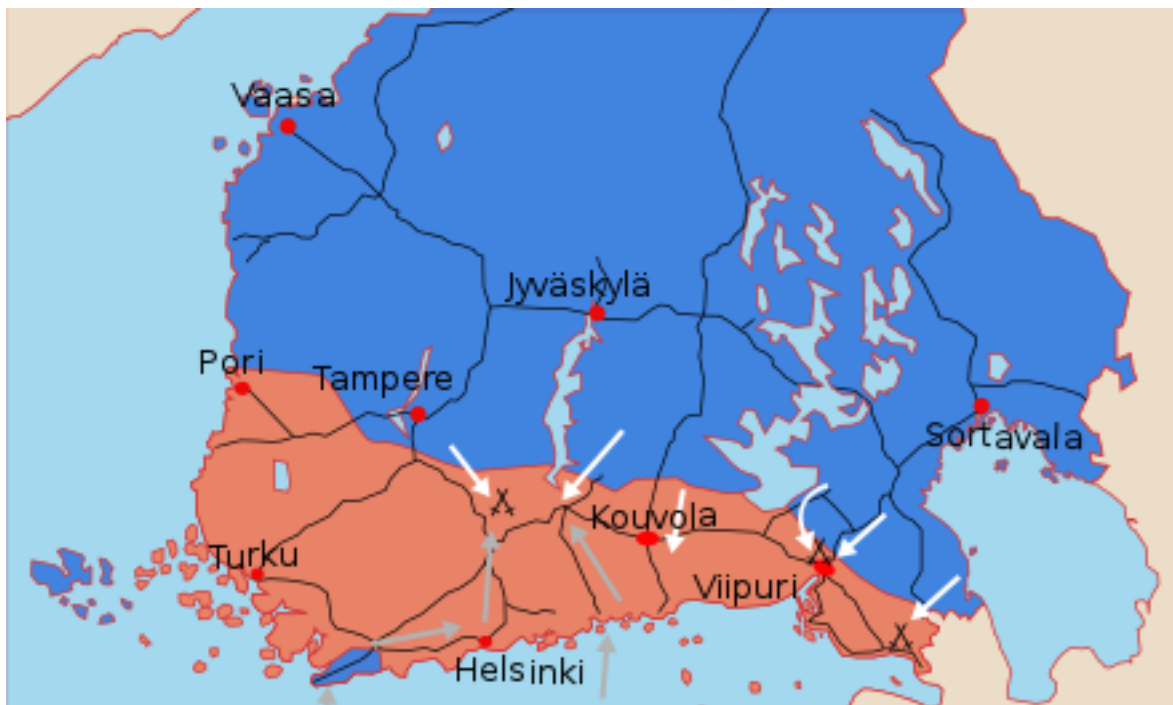 Vaasa
Jyväskylä
Pori
Tampere
Sortavala
Kouvola
Turku
Viipuri
Helsinki